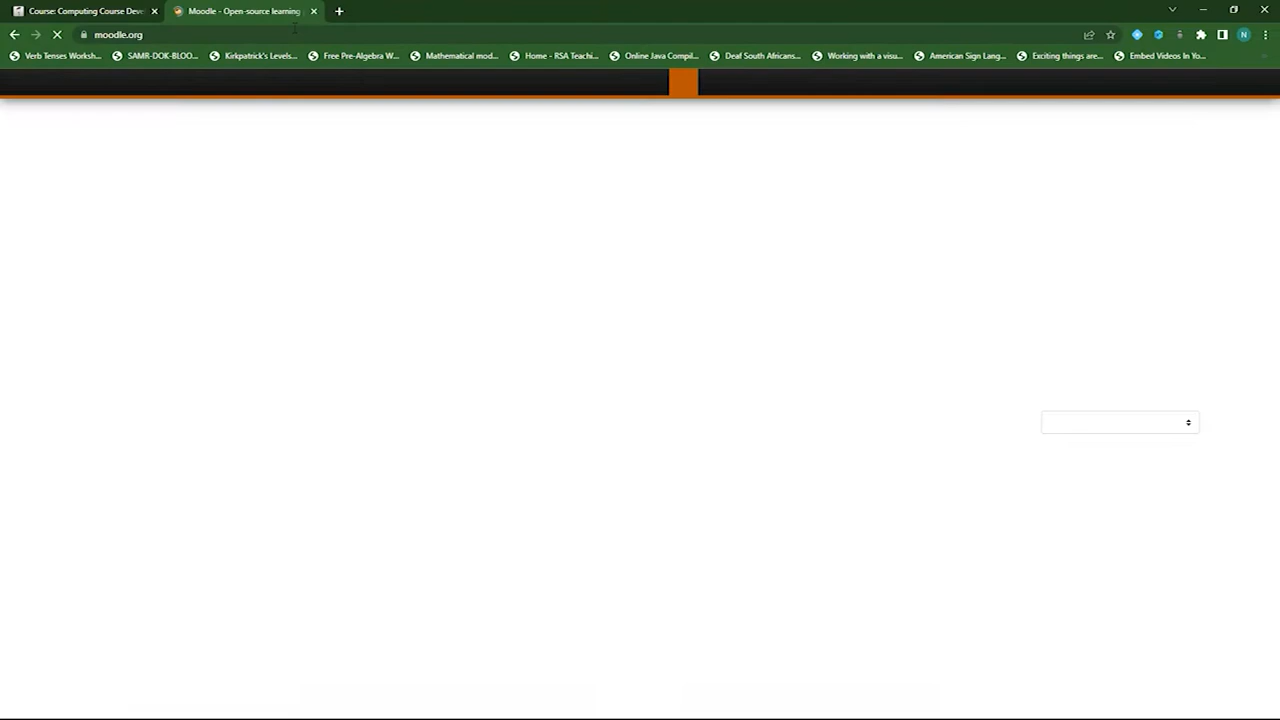 Course: Computing Course Deve
Moodle - Open-source learning
moodle.org
N
Verb Tenses Worksh...
SAMR-DOK-BLOO...
Kirkpatrick's Levels...
Free Pre-Algebra W...
Mathematical mod...
Home - RSA Teachi...
Online Java Compil...
Deaf South Africans...
Working with a visu...
American Sign Lang...
Exciting things are...
Embed Videos In Yo...